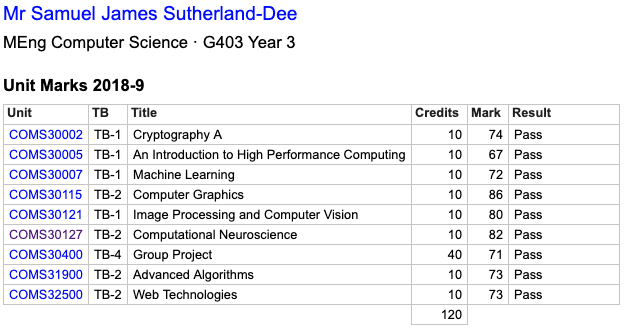 Mr Samuel James Sutherland-Dee
MEng Computer Science · G403 Year 3
Unit Marks 2018-9
Unit TB Title Credits Mark Result
COMS30002 TB-1 Cryptography A 10 74 Pass
COMS30005 TB-1 An Introduction to High Performance Computing 10 67 Pass
COMS30007 TB-1 Machine Learning 10 72 Pass
COMS30115 TB-2 Computer Graphics 10 86 Pass
COMS30121 TB-1 Image Processing and Computer Vision 10 80 Pass
COMS30127 TB-2 Computational Neuroscience 10 82 Pass
COMS30400 TB-4 Group Project 40 71 Pass
COMS31900 TB-2 Advanced Algorithms 10 73 Pass
COMS32500 TB-2 Web Technologies 10 73 Pass
120